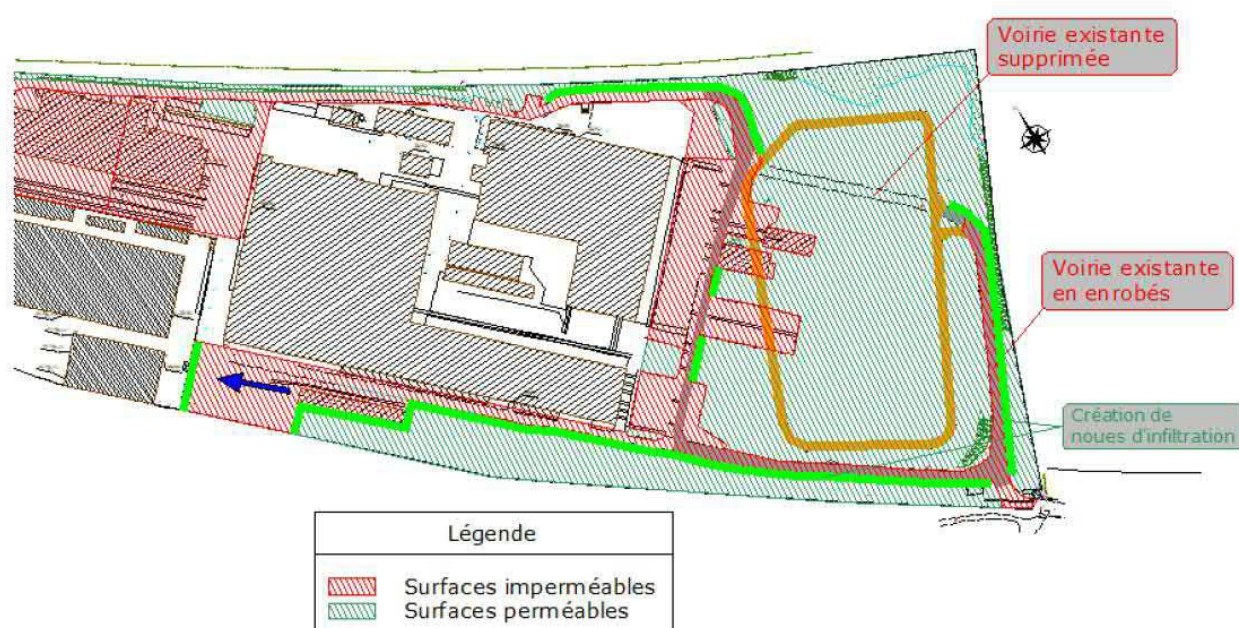 Voirie existante
supprimée
Voirie existante
en enrobés
Création de
noues d'infiltration
Légende
Surfaces imperméables
Surfaces perméables